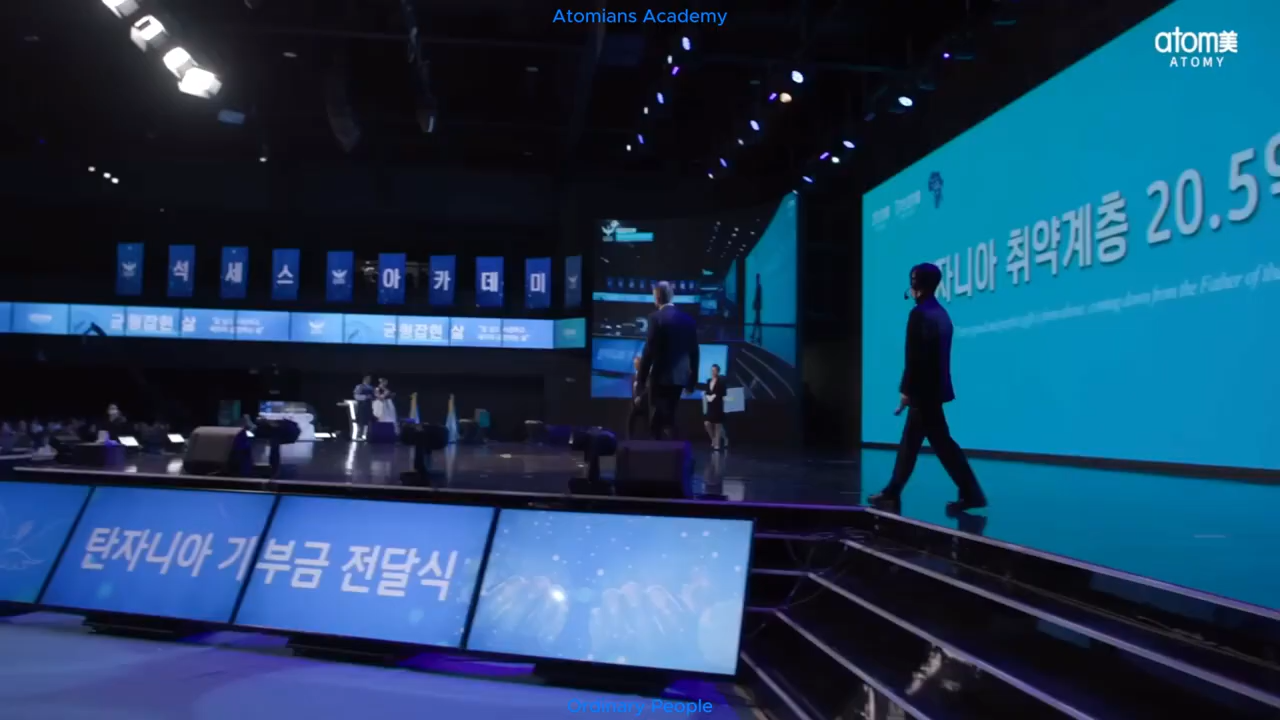 Atomians Academy
atom美
ATOMY
자니아 취약계층 20.59
석세스아카데미
균형잡힌 삶
균형잡힌 삶
탄자니아 기부금 전달식
Ordinary People